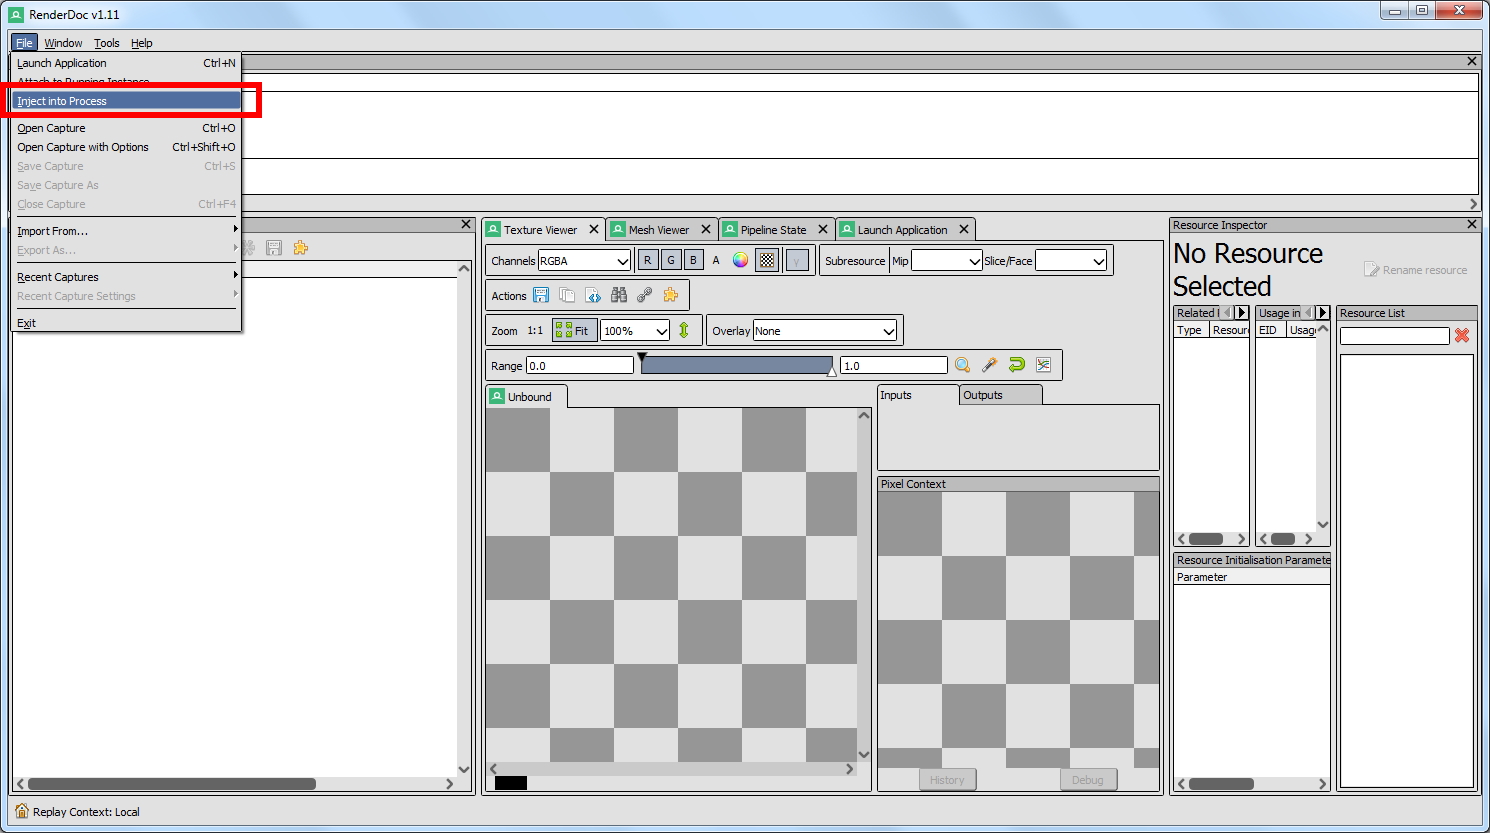 RenderDoc v1.11
File Window Tools Help
Launch Application Ctrl+N
Attach to Running Instance
Inject into Process
Open Capture Ctrl+O
Open Capture with Options Ctrl+Shift+O
Save Capture Ctrl+S
Save Capture As
Close Capture Ctrl+F4
Import From...
Export As...
Recent Captures
Recent Capture Settings
Exit
Texture Viewer Mesh Viewer Pipeline State Launch Application
Channels RGBA R G B A γ Subresource Mip Slice/Face
Actions
Zoom 1:1 Fit 100% Overlay None
Range 0.0 1.0
Unbound
Inputs Outputs
Pixel Context
History Debug
Resource Inspector
No Resource
Selected
Rename resource
Related Usage in Resource List
Type Resour EID Usag
Resource Initialisation Paramete
Parameter
Replay Context: Local